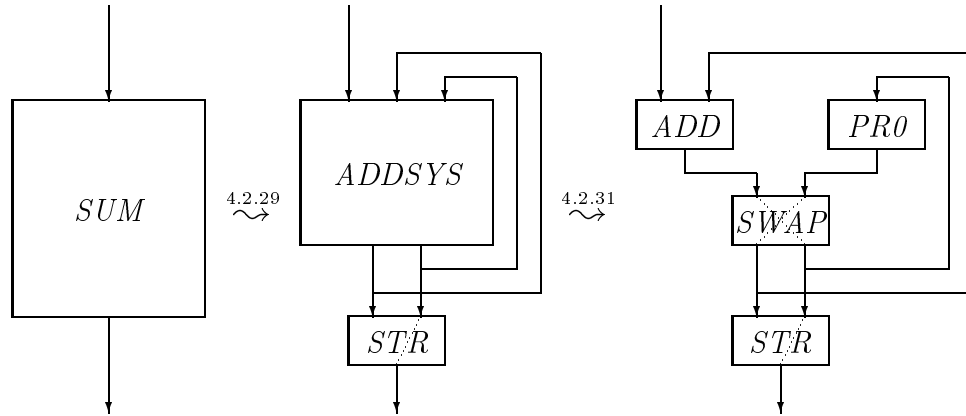 ADD PR0
ADDSYS
4.2.29 4.2.31
SUM SWAP
STR STR